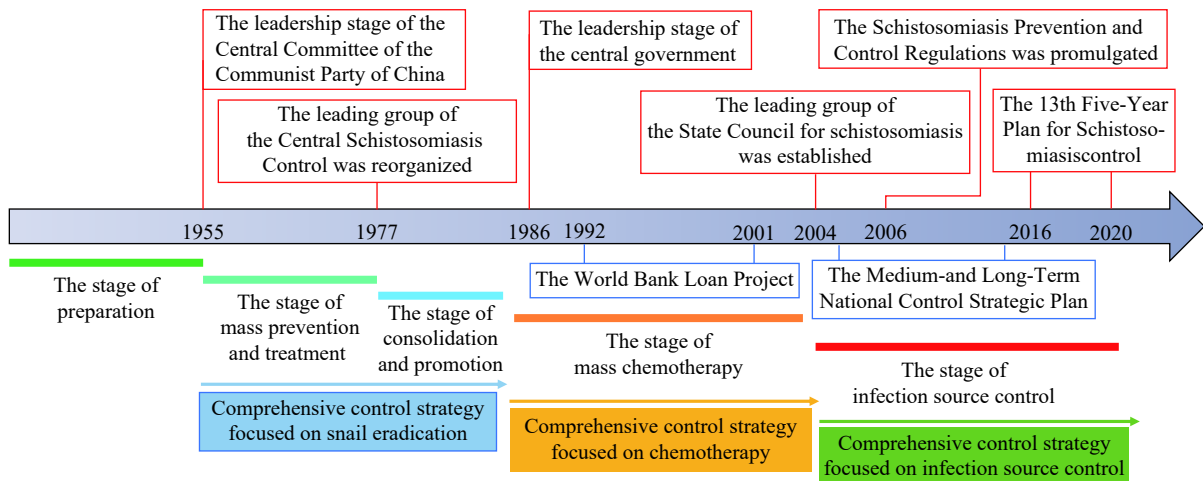 The leadership stage of the
Central Committee of the
Communist Party of China
The leadership stage of
the central government
The Schistosomiasis Prevention and
Control Regulations was promulgated
The leading group of
the Central Schistosomiasis
Control was reorganized
The leading group of
the State Council for schistosomiasis
was established
The 13th Five-Year
Plan for Schistoso-
miasiscontrol
1955
1977
1986
1992
2001
2004
2006
2016
2020
The World Bank Loan Project
The Medium-and Long-Term
National Control Strategic Plan
The stage of
preparation
The stage of
mass prevention
and treatment
The stage of
consolidation
and promotion
The stage of
mass chemotherapy
The stage of
infection source control
Comprehensive control strategy
focused on snail eradication
Comprehensive control strategy
focused on chemotherapy
Comprehensive control strategy
focused on infection source control